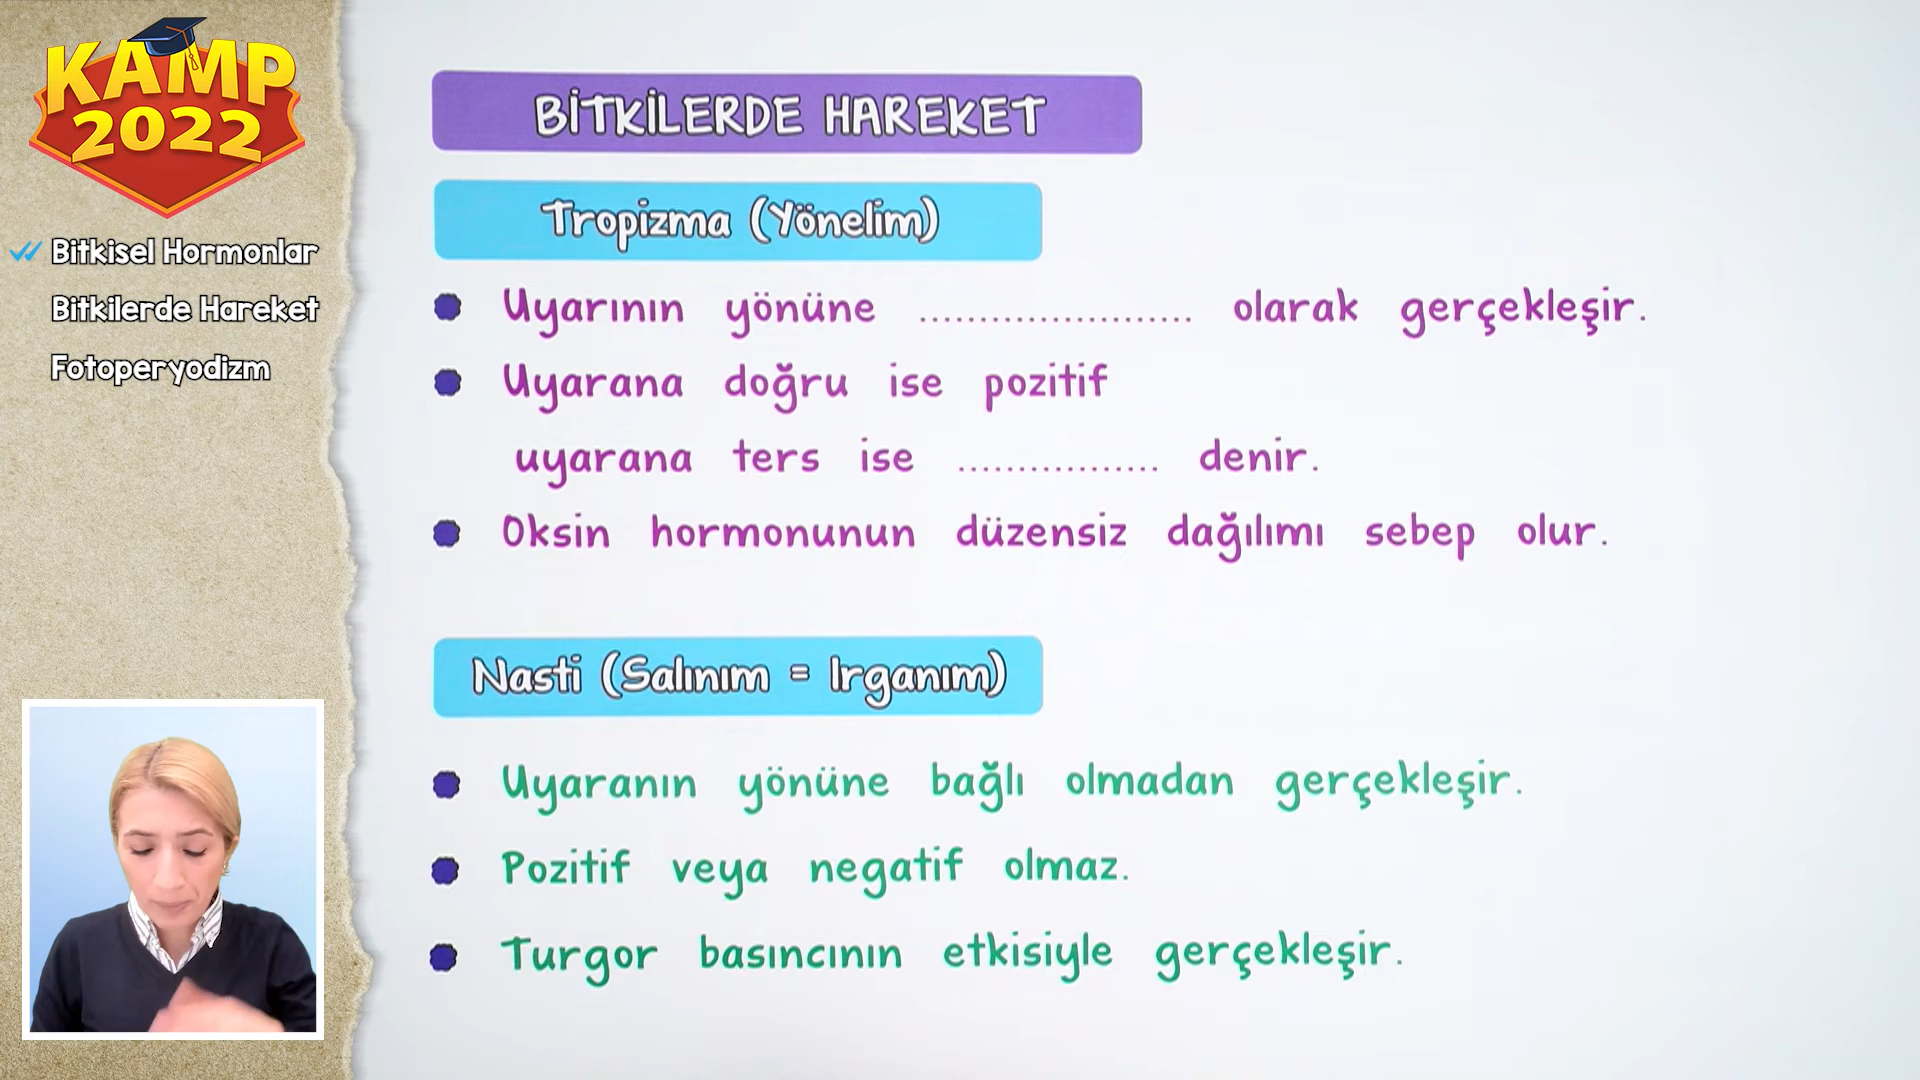 KAMP
2022
Bitkisel Hormonlar
Bitkilerde Hareket
Fotoperyodizm
BİTKİLERDE HAREKET
Tropizma (Yönelim)
Uyarının yönüne ....................... olarak gerçekleşir.
Uyarana doğru ise pozitif
uyarana ters ise ................. denir.
Oksin hormonunun düzensiz dağılımı sebep olur.
Nasti (Salınım = Irganım)
Uyaranın yönüne bağlı olmadan gerçekleşir.
Pozitif veya negatif olmaz.
Turgor basıncının etkisiyle gerçekleşir.